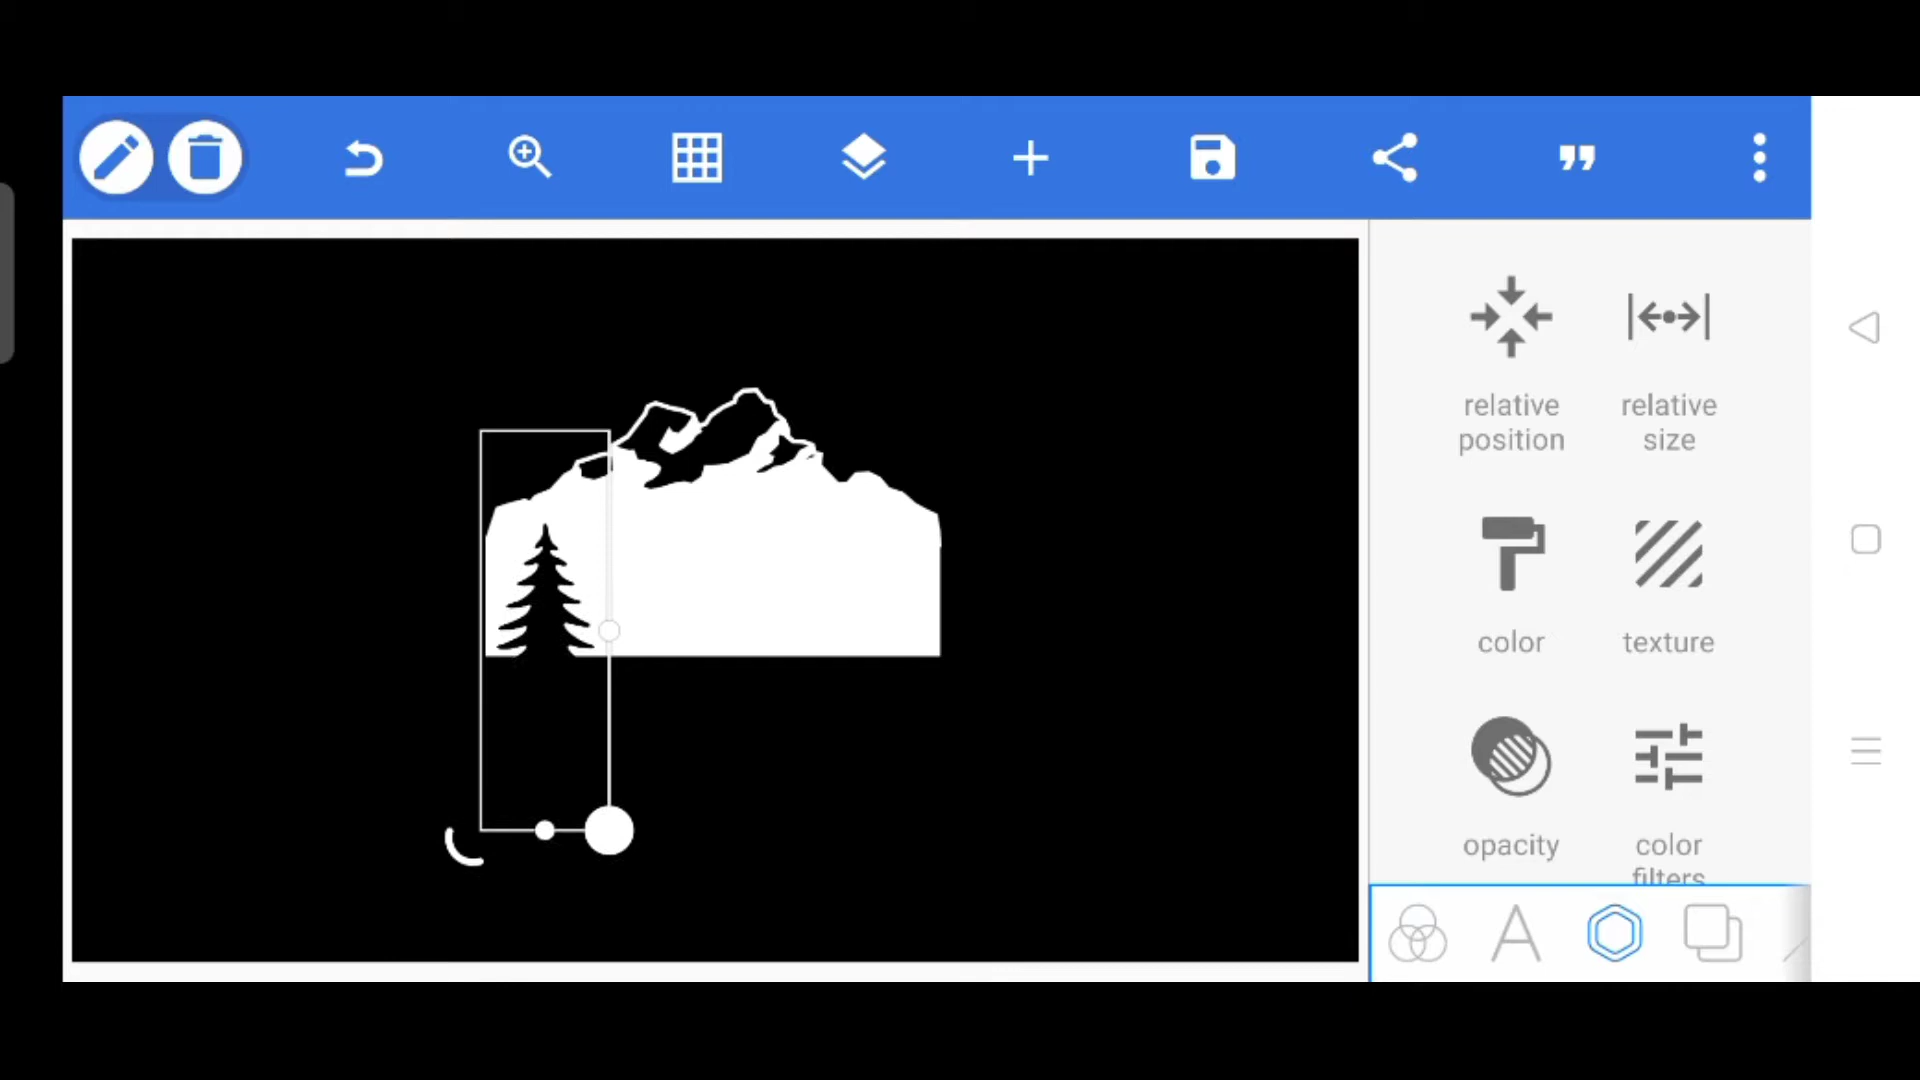 relative
position
relative
size
color
texture
opacity
color
filters